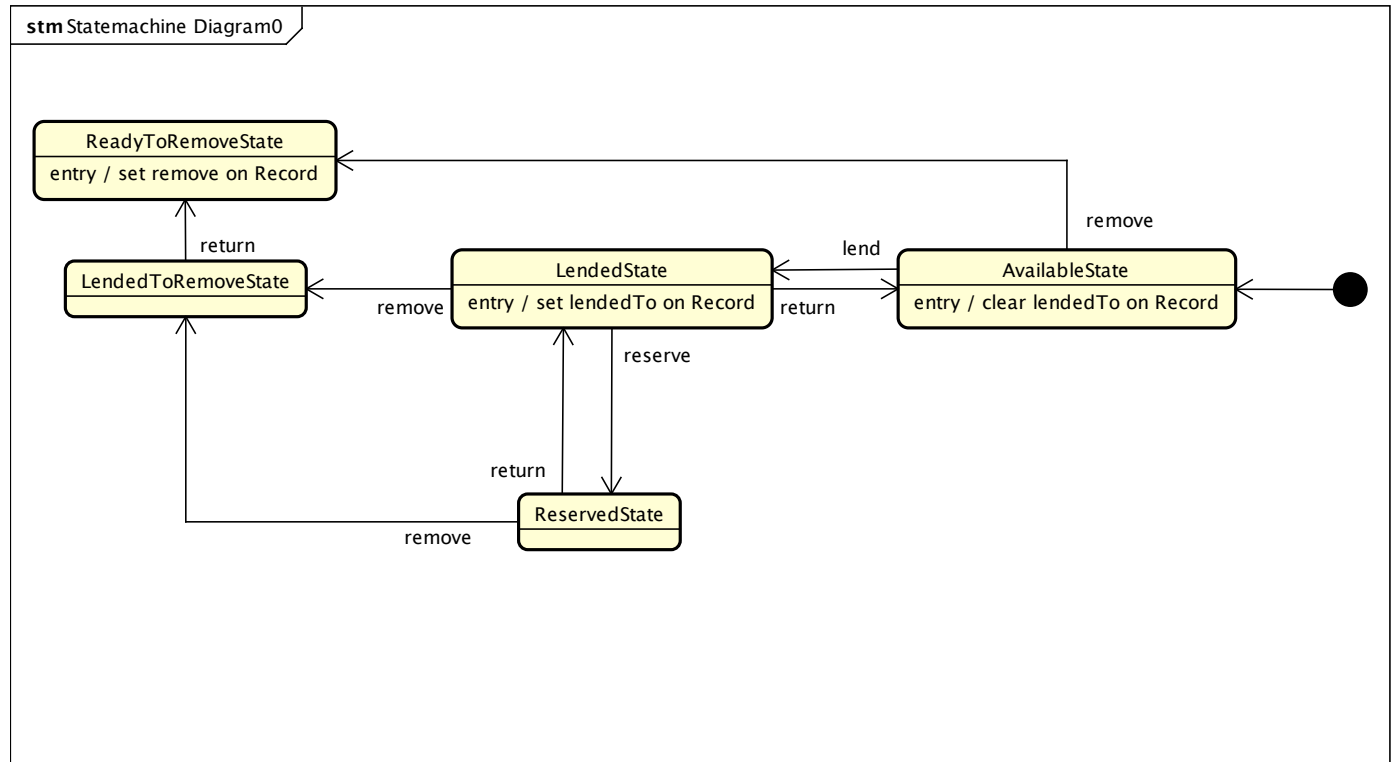 stm Statemachine Diagram0
ReadyToRemoveState
entry / set remove on Record
remove
return
lend
LendedToRemoveState
LendedState
AvailableState
entry / set lendedTo on Record
entry / clear lendedTo on Record
remove
return
reserve
return
ReservedState
remove